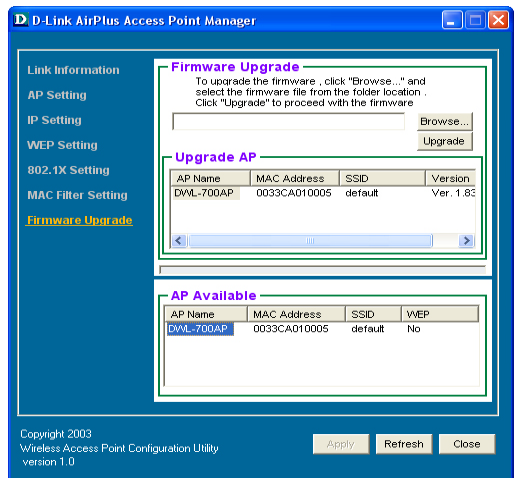 D D-Link AirPlus Access Point Manager
Link Information
AP Setting
IP Setting
WEP Setting
802.1X Setting
MAC Filter Setting
Firmware Upgrade
Firmware Upgrade
To upgrade the firmware , click "Browse..." and
select the firmware file from the folder location .
Click "Upgrade" to proceed with the firmware
Browse...
Upgrade
Upgrade AP
AP Name MAC Address SSID Version
DWL-700AP 0033CA010005 default Ver. 1.83
AP Available
AP Name MAC Address SSID WEP
DWL-700AP 0033CA010005 default No
Copyright 2003
Wireless Access Point Configuration Utility
version 1.0
Apply Refresh Close